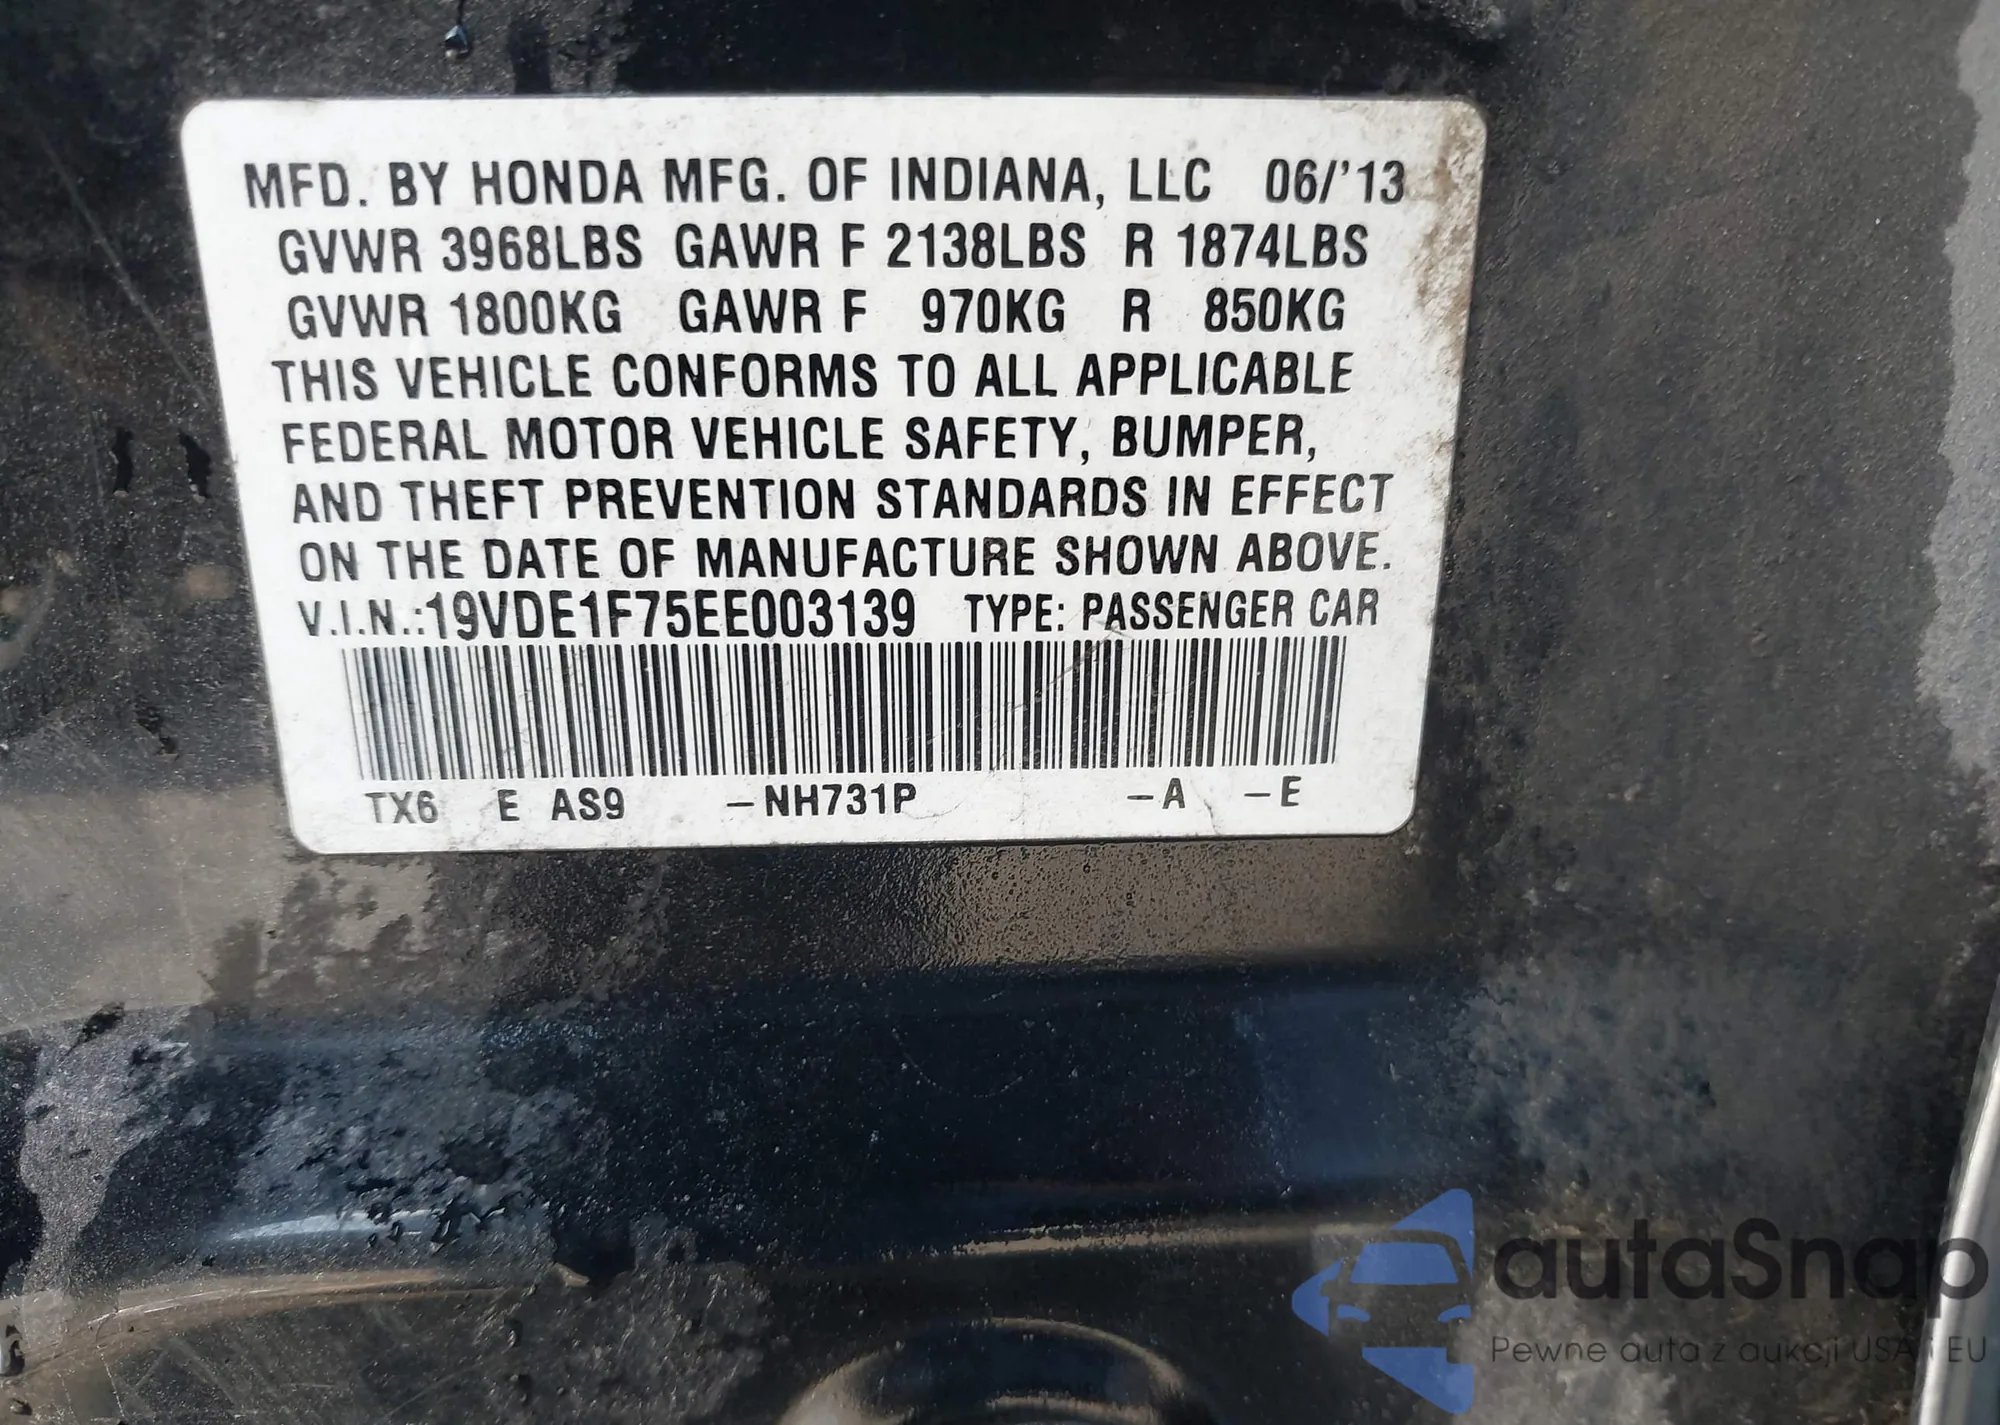 MFD. BY HONDA MFG. OF INDIANA, LLC 06/'13
GVWR 3968LBS GAWR F 2138LBS R 1874LBS
GVWR 1800KG GAWR F 970KG R 850KG
THIS VEHICLE CONFORMS TO ALL APPLICABLE
FEDERAL MOTOR VEHICLE SAFETY, BUMPER,
AND THEFT PREVENTION STANDARDS IN EFFECT
ON THE DATE OF MANUFACTURE SHOWN ABOVE.
V.I.N.:19VDE1F75EE003139 TYPE: PASSENGER CAR
TX6 E AS9 –NH731P –A –E
autaSnap
Pewne auta z aukcji USA i EU